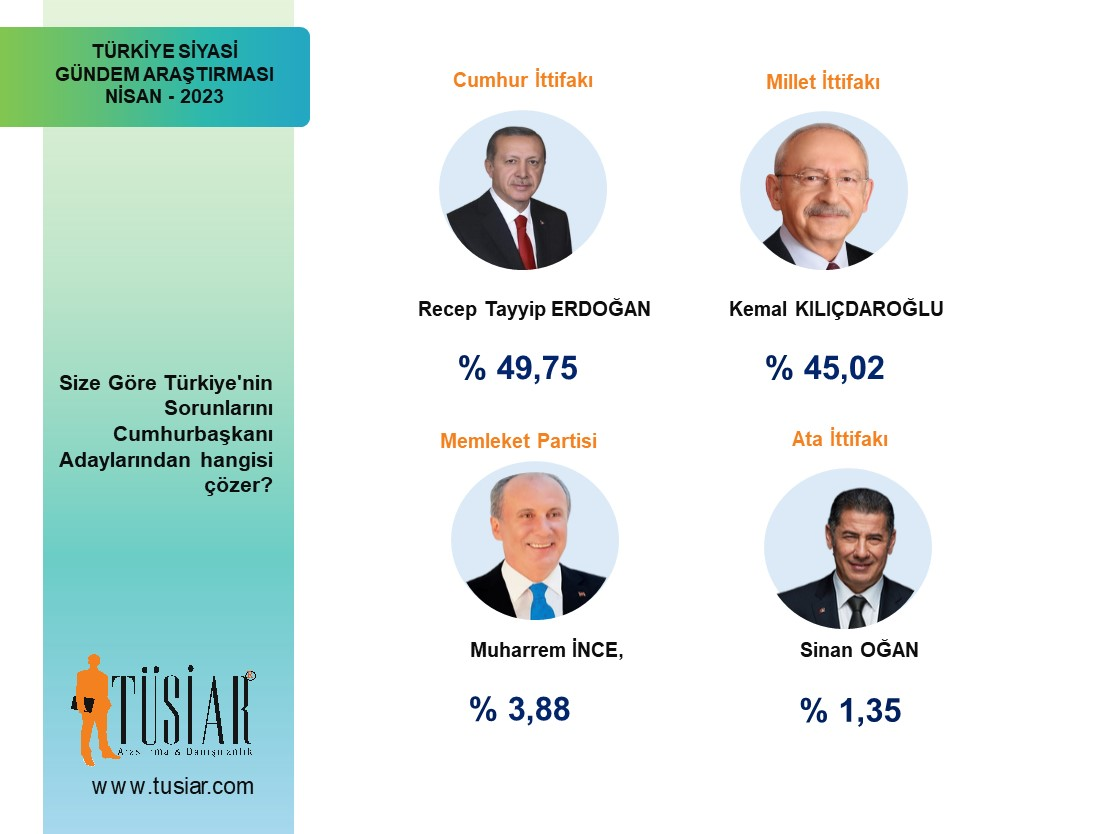 TÜRKİYE SİYASİ
GÜNDEM ARAŞTIRMASI
NİSAN - 2023
Size Göre Türkiye'nin
Sorunlarını
Cumhurbaşkanı
Adaylarından hangisi
çözer?
TÜSİAR®
Araştırma & Danışmanlık
www.tusiar.com
Cumhur İttifakı
Recep Tayyip ERDOĞAN
% 49,75
Millet İttifakı
Kemal KILIÇDAROĞLU
% 45,02
Memleket Partisi
Muharrem İNCE,
% 3,88
Ata İttifakı
Sinan OĞAN
% 1,35